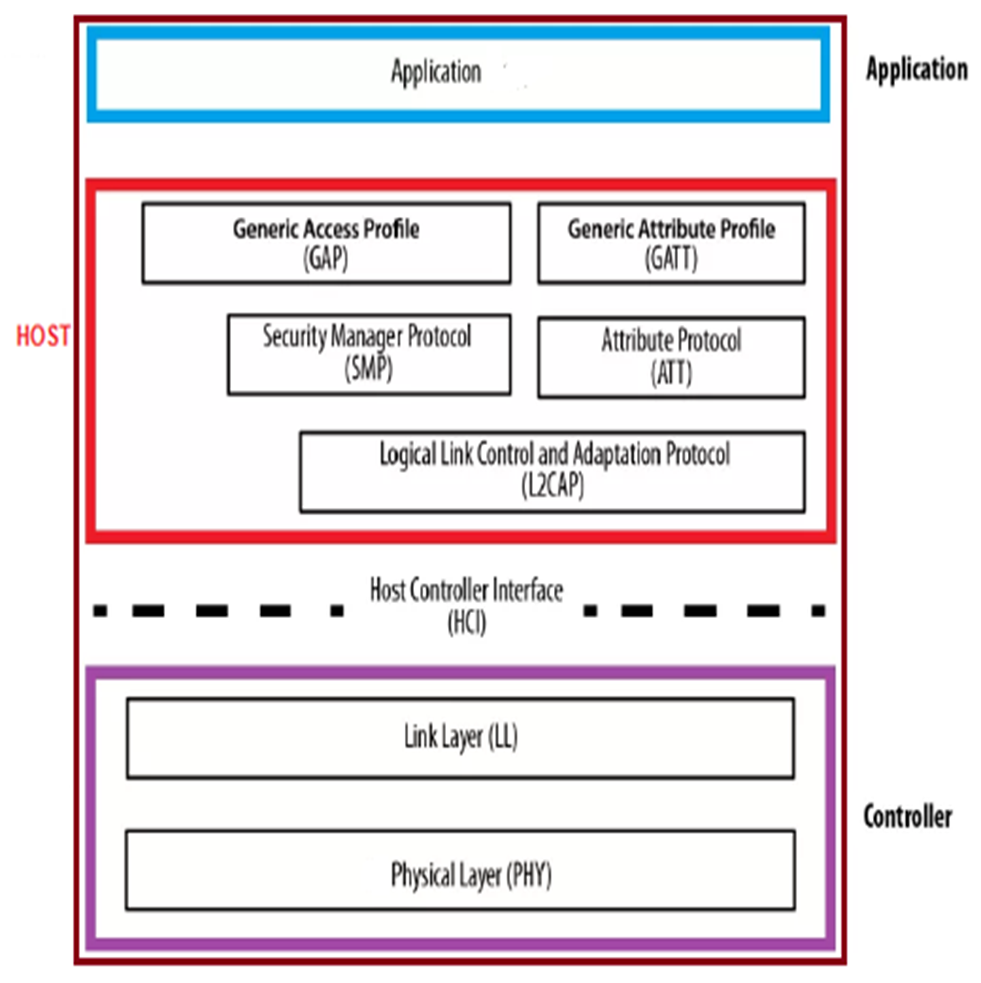 Application
Application
Generic Access Profile
(GAP)
Generic Attribute Profile
(GATT)
HOST
Security Manager Protocol
(SMP)
Attribute Protocol
(ATT)
Logical Link Control and Adaptation Protocol
(L2CAP)
Host Controller Interface
(HCI)
Link Layer (LL)
Controller
Physical Layer (PHY)